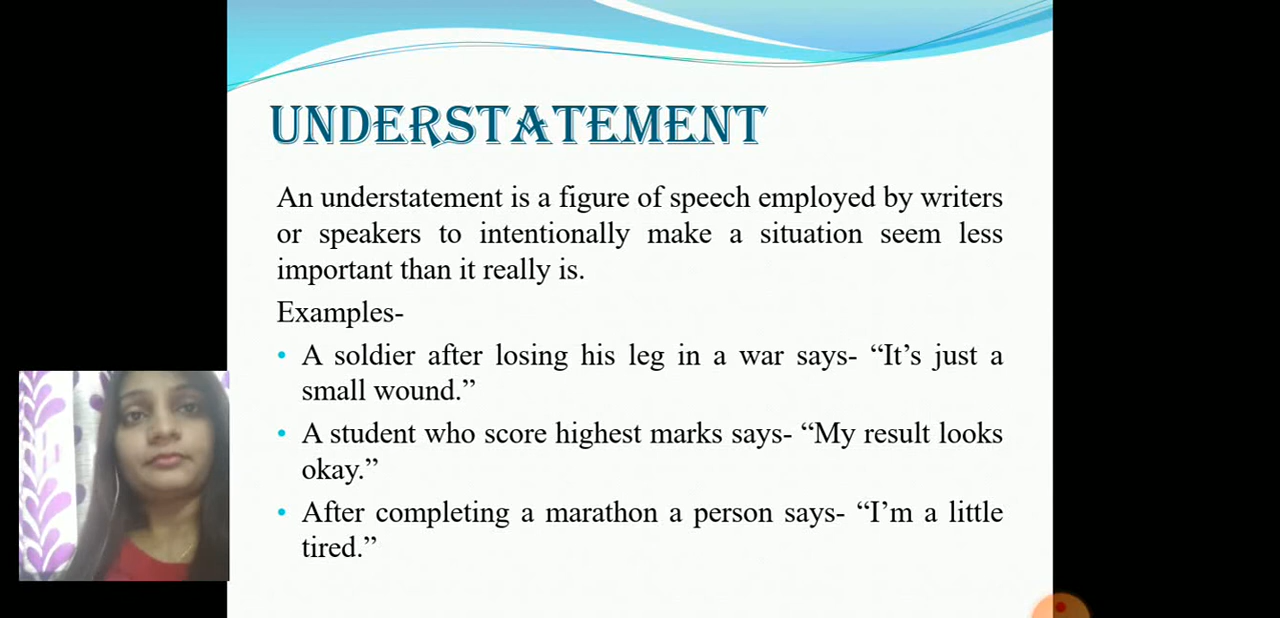 UNDERSTATEMENT
An understatement is a figure of speech employed by writers
or speakers to intentionally make a situation seem less
important than it really is.
Examples-
• A soldier after losing his leg in a war says- “It’s just a
small wound.”
• A student who score highest marks says- “My result looks
okay.”
• After completing a marathon a person says- “I’m a little
tired.”